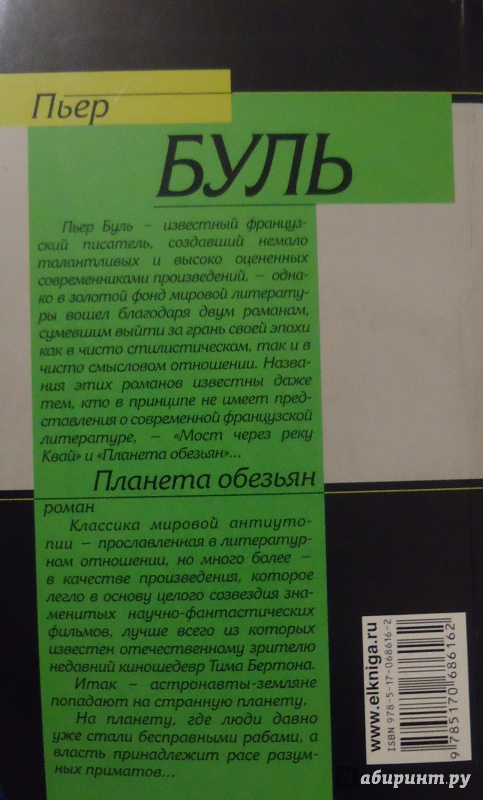 Пьер
БУЛЬ
Пьер Буль – известный француз-
ский писатель, создавший немало
талантливых и высоко оцененных
современниками произведений, – одна-
ко в золотой фонд мировой литерату-
ры вошел благодаря двум романам,
сумевшим выйти за грань своей эпохи
как в чисто стилистическом, так и в
чисто смысловом отношении. Назва-
ния этих романов известны даже
тем, кто в принципе не имеет пред-
ставления о современной французской
литературе, – «Мост через реку
Квай» и «Планета обезьян»...
Планета обезьян
роман
Классика мировой антиуто-
пии – прославленная в литератур-
ном отношении, но много более –
в качестве произведения, которое
легло в основу целого созвездия зна-
менитых научно-фантастических
фильмов, лучше всего из которых
известен отечественному зрителю
недавний киношедевр Тима Бертона.
Итак – астронавты-земляне
попадают на странную планету.
На планету, где люди давно
уже стали бесправными рабами, а
власть принадлежит расе разум-
ных приматов...
www.elkniga.ru
ISBN 978-5-17-068616-2
9 785170 686162
Лабиринт.ру